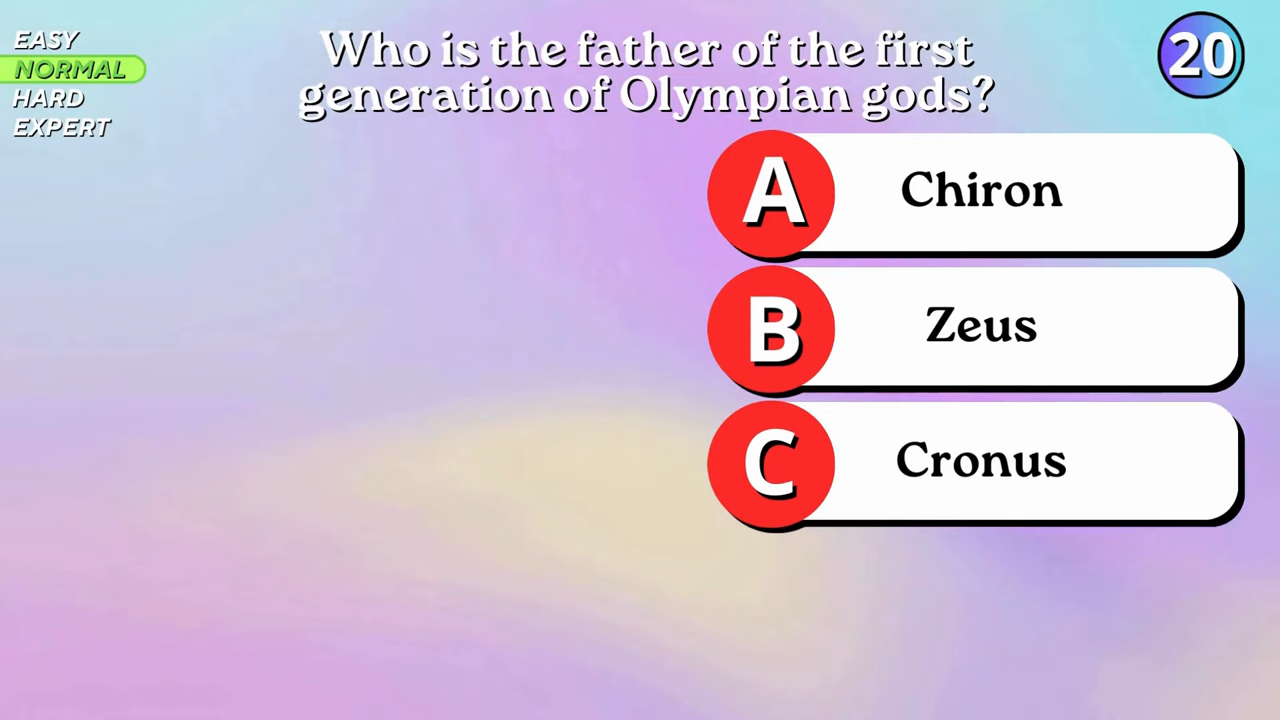 EASY
NORMAL
HARD
EXPERT
Who is the father of the first
generation of Olympian gods?
20
A Chiron
B Zeus
C Cronus